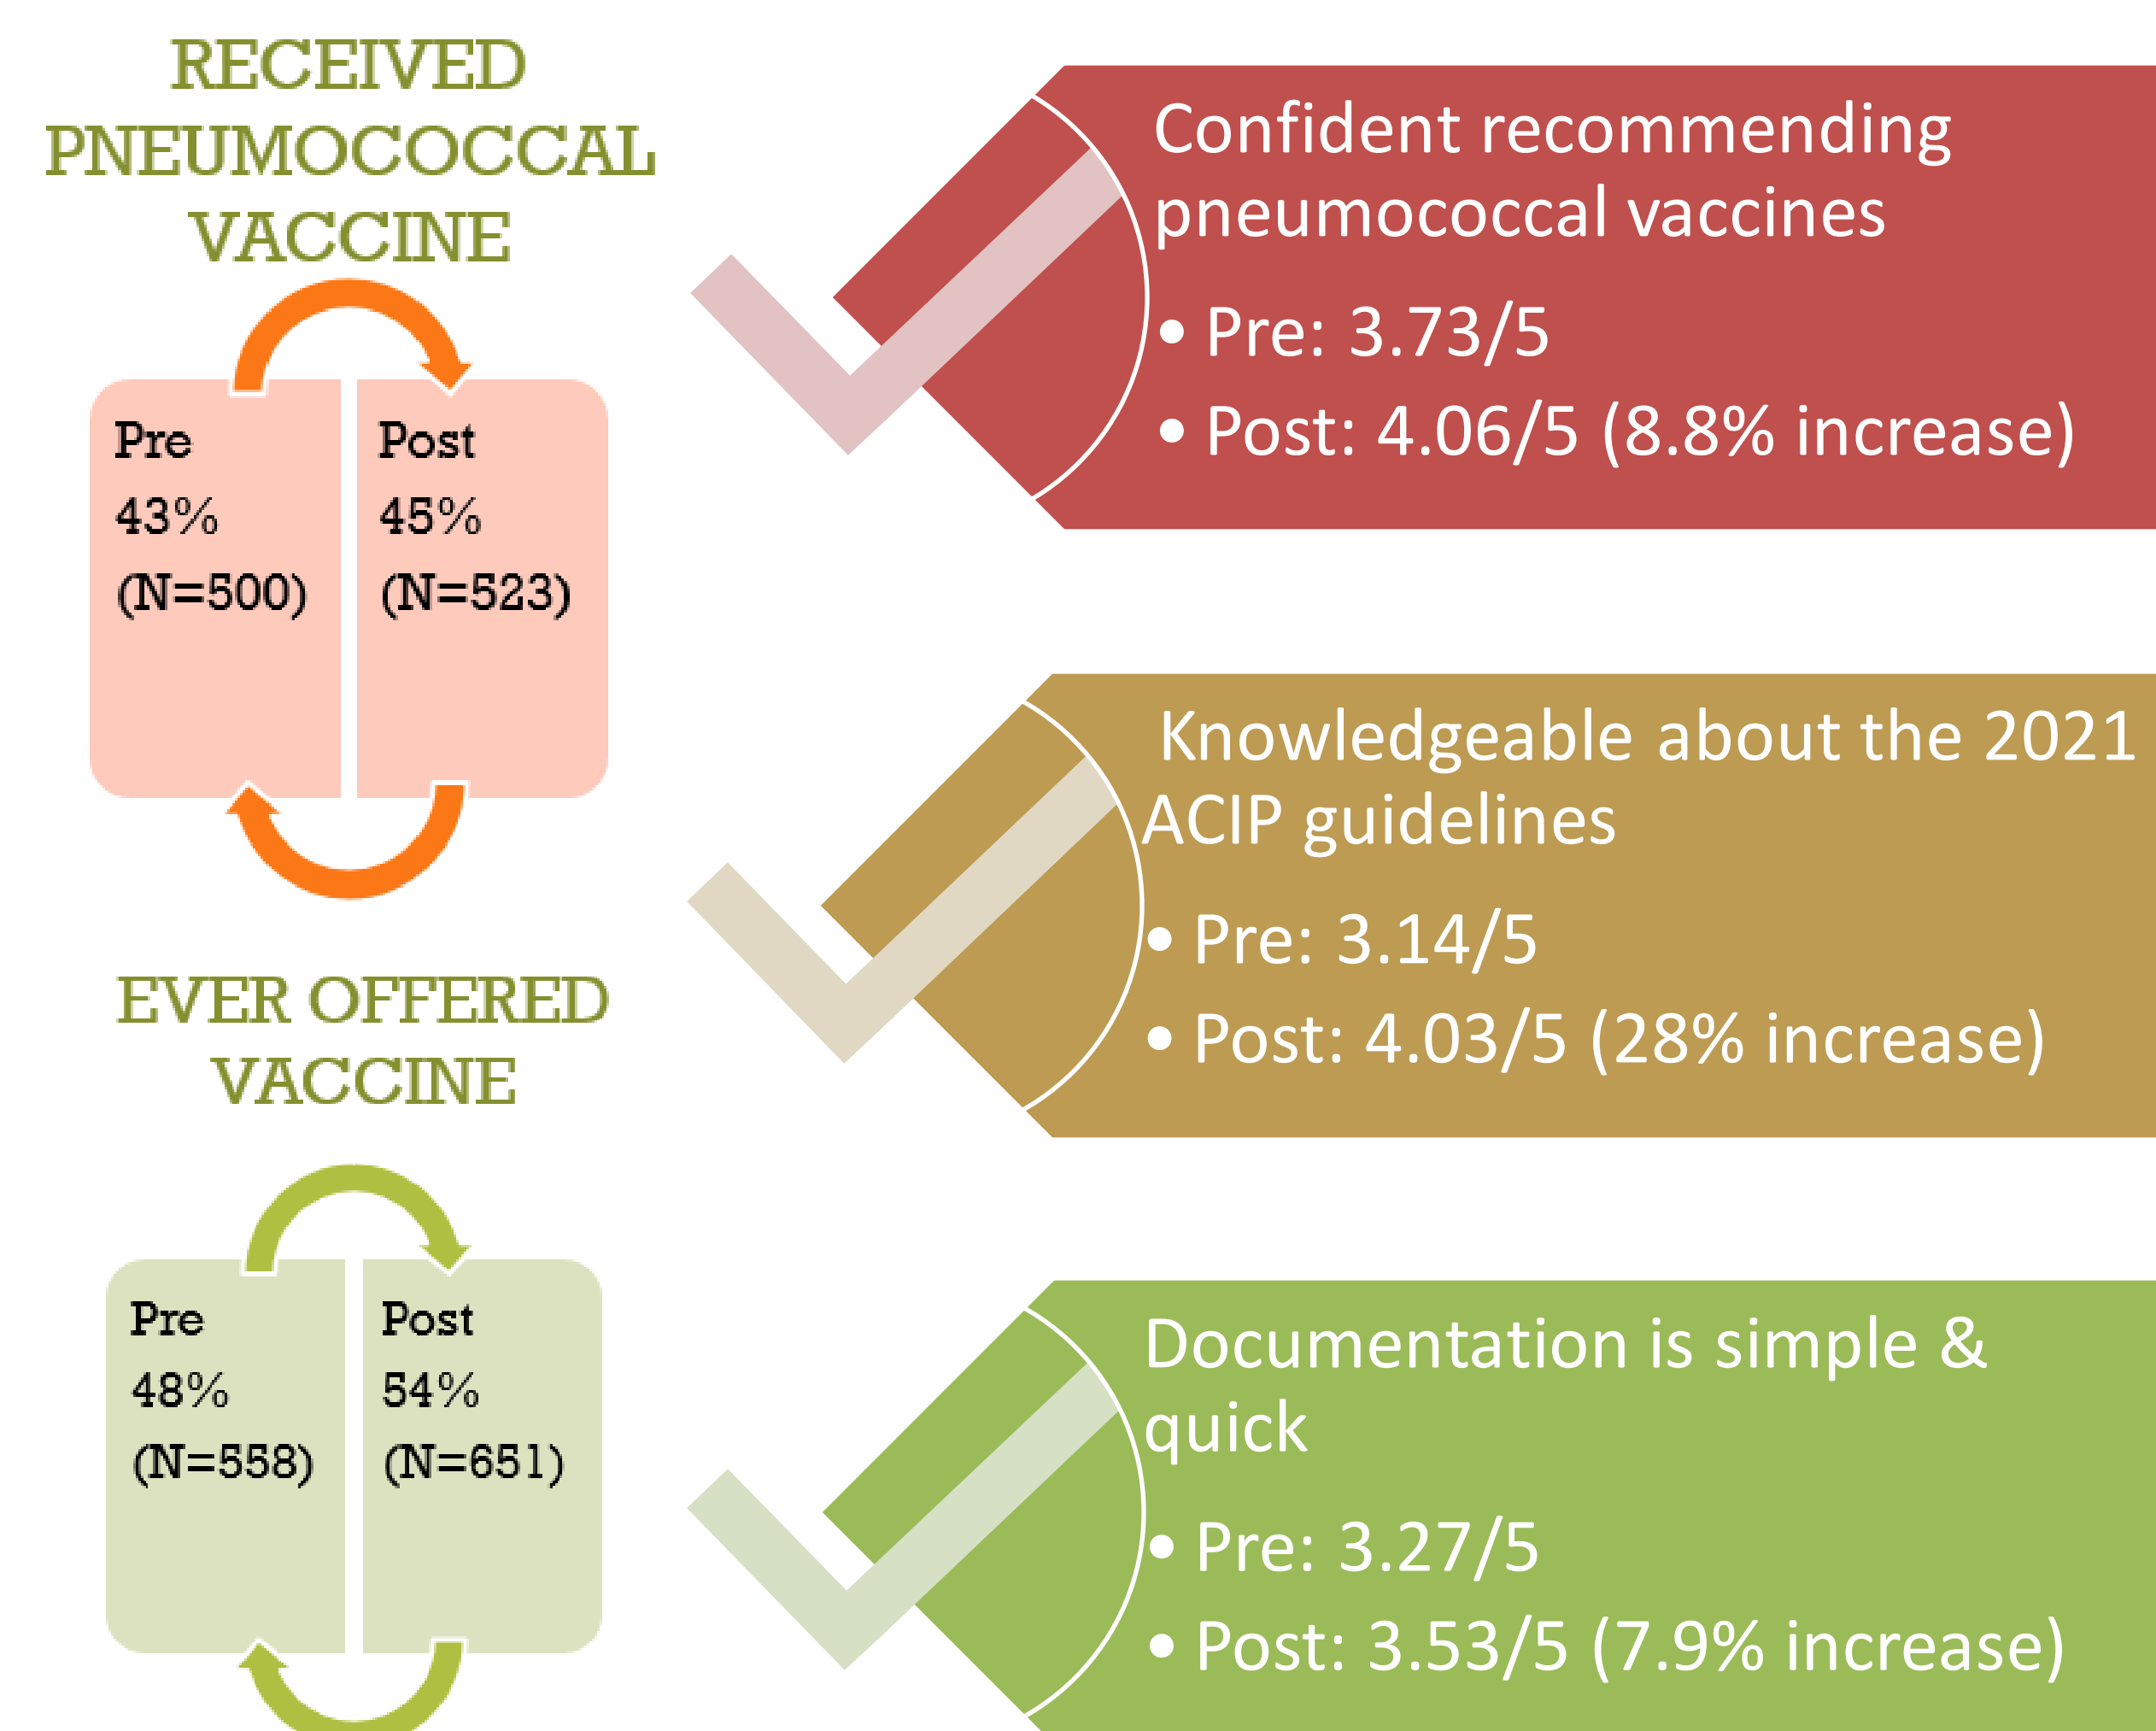 RECEIVED
PNEUMOCOCCAL
VACCINE
Pre
43%
(N=500)
Post
45%
(N=523)
EVER OFFERED
VACCINE
Pre
48%
(N=558)
Post
54%
(N=651)
Confident recommending
pneumococcal vaccines
• Pre: 3.73/5
• Post: 4.06/5 (8.8% increase)
Knowledgeable about the 2021
ACIP guidelines
• Pre: 3.14/5
• Post: 4.03/5 (28% increase)
Documentation is simple &
quick
• Pre: 3.27/5
• Post: 3.53/5 (7.9% increase)